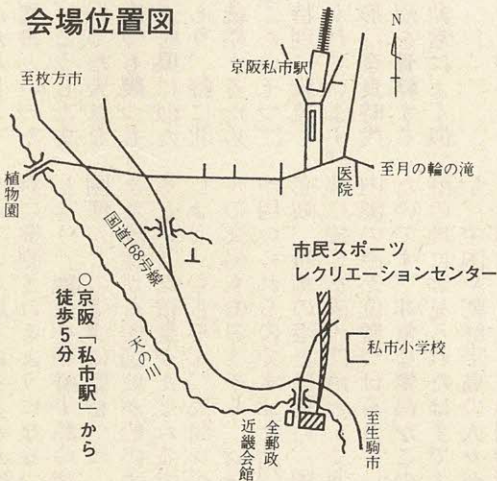 会場位置図
N
京阪私市駅
至枚方市
植物園
医院
至月の輪の滝
国道168号線
市民スポーツ
レクリエーションセンター
○京阪「私市駅」から
徒歩5分
天の川
私市小学校
全郵政
近畿会館
至生駒市